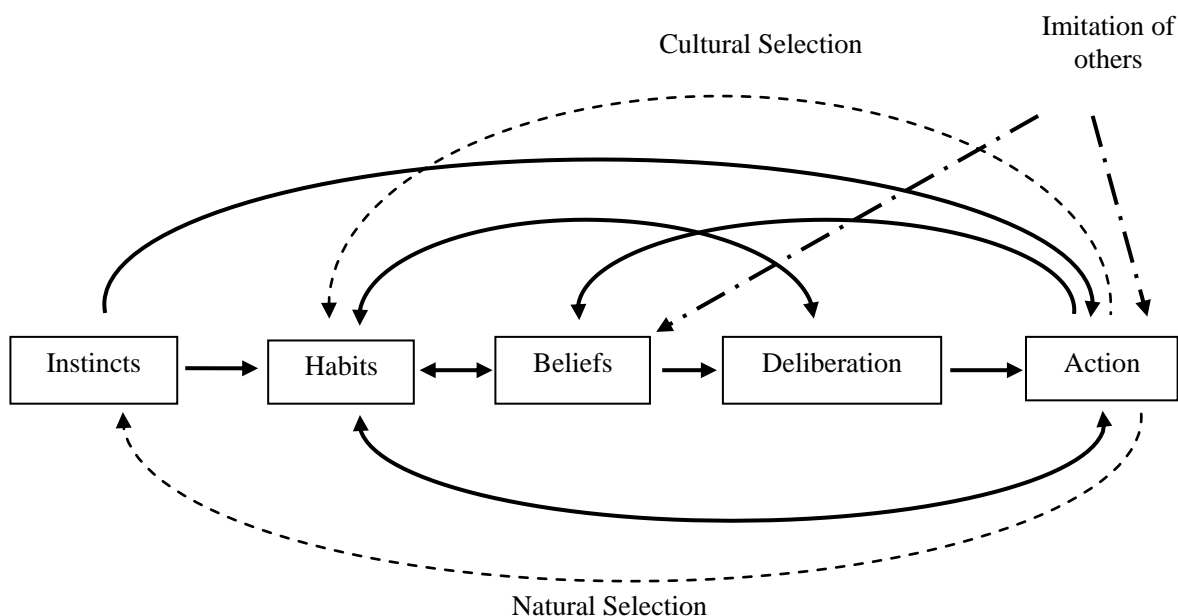 Imitation of
others
Cultural Selection
Instincts
Habits
Beliefs
Deliberation
Action
Natural Selection